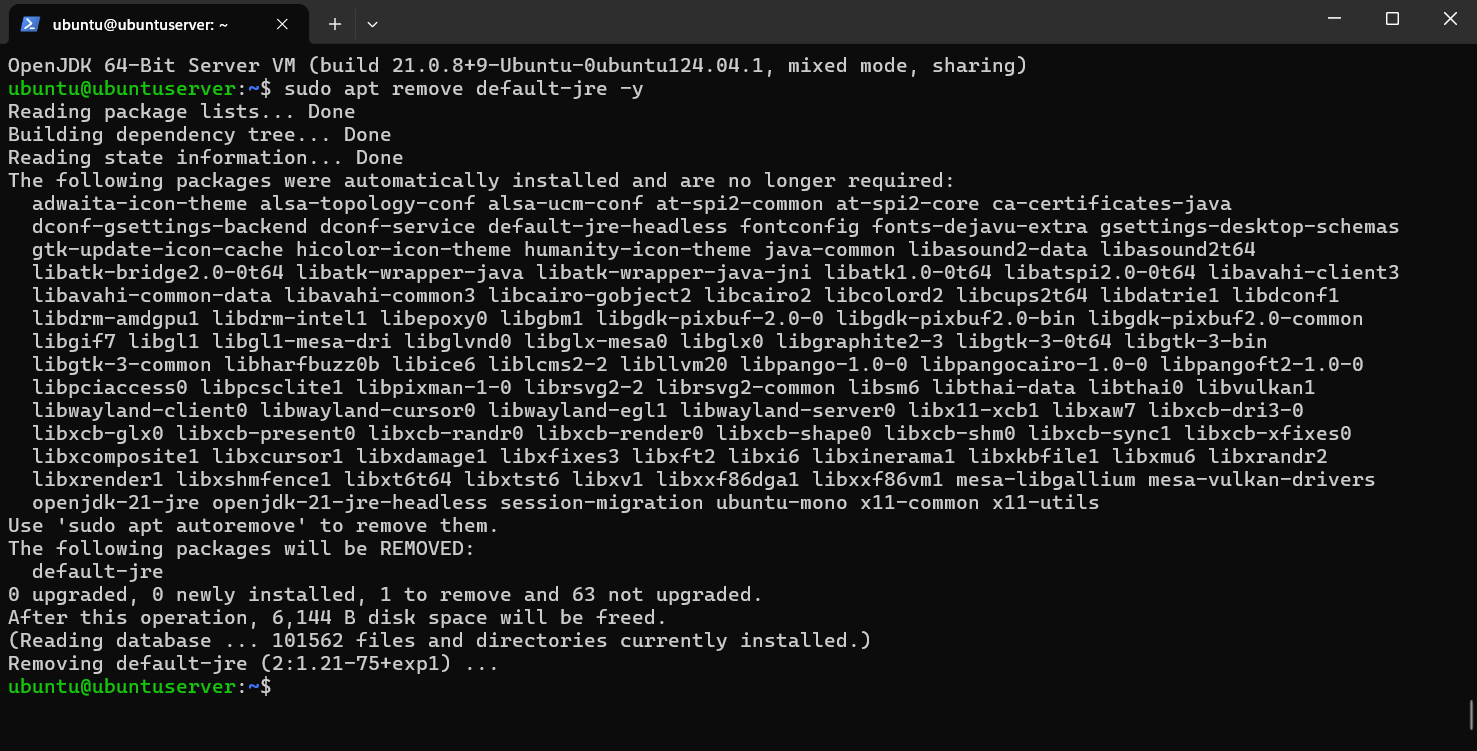 ubuntu@ubuntuserver: ~
OpenJDK 64-Bit Server VM (build 21.0.8+9-Ubuntu-0ubuntu124.04.1, mixed mode, sharing)
ubuntu@ubuntuserver:~$ sudo apt remove default-jre -y
Reading package lists... Done
Building dependency tree... Done
Reading state information... Done
The following packages were automatically installed and are no longer required:
  adwaita-icon-theme alsa-topology-conf alsa-ucm-conf at-spi2-common at-spi2-core ca-certificates-java
  dconf-gsettings-backend dconf-service default-jre-headless fontconfig fonts-dejavu-extra gsettings-desktop-schemas
  gtk-update-icon-cache hicolor-icon-theme humanity-icon-theme java-common libasound2-data libasound2t64
  libatk-bridge2.0-0t64 libatk-wrapper-java libatk-wrapper-java-jni libatk1.0-0t64 libatspi2.0-0t64 libavahi-client3
  libavahi-common-data libavahi-common3 libcairo-gobject2 libcairo2 libcolord2 libcups2t64 libdatrie1 libdconf1
  libdrm-amdgpu1 libdrm-intel1 libepoxy0 libgbm1 libgdk-pixbuf-2.0-0 libgdk-pixbuf2.0-bin libgdk-pixbuf2.0-common
  libgif7 libgl1 libgl1-mesa-dri libglvnd0 libglx-mesa0 libglx0 libgraphite2-3 libgtk-3-0t64 libgtk-3-bin
  libgtk-3-common libharfbuzz0b libice6 liblcms2-2 libllvm20 libpango-1.0-0 libpangocairo-1.0-0 libpangoft2-1.0-0
  libpciaccess0 libpcsclite1 libpixman-1-0 librsvg2-2 librsvg2-common libsm6 libthai-data libthai0 libvulkan1
  libwayland-client0 libwayland-cursor0 libwayland-egl1 libwayland-server0 libx11-xcb1 libxaw7 libxcb-dri3-0
  libxcb-glx0 libxcb-present0 libxcb-randr0 libxcb-render0 libxcb-shape0 libxcb-shm0 libxcb-sync1 libxcb-xfixes0
  libxcomposite1 libxcursor1 libxdamage1 libxfixes3 libxft2 libxi6 libxinerama1 libxkbfile1 libxmu6 libxrandr2
  libxrender1 libxshmfence1 libxt6t64 libxtst6 libxv1 libxxf86dga1 libxxf86vm1 mesa-libgallium mesa-vulkan-drivers
  openjdk-21-jre openjdk-21-jre-headless session-migration ubuntu-mono x11-common x11-utils
Use 'sudo apt autoremove' to remove them.
The following packages will be REMOVED:
  default-jre
0 upgraded, 0 newly installed, 1 to remove and 63 not upgraded.
After this operation, 6,144 B disk space will be freed.
(Reading database ... 101562 files and directories currently installed.)
Removing default-jre (2:1.21-75+exp1) ...
ubuntu@ubuntuserver:~$